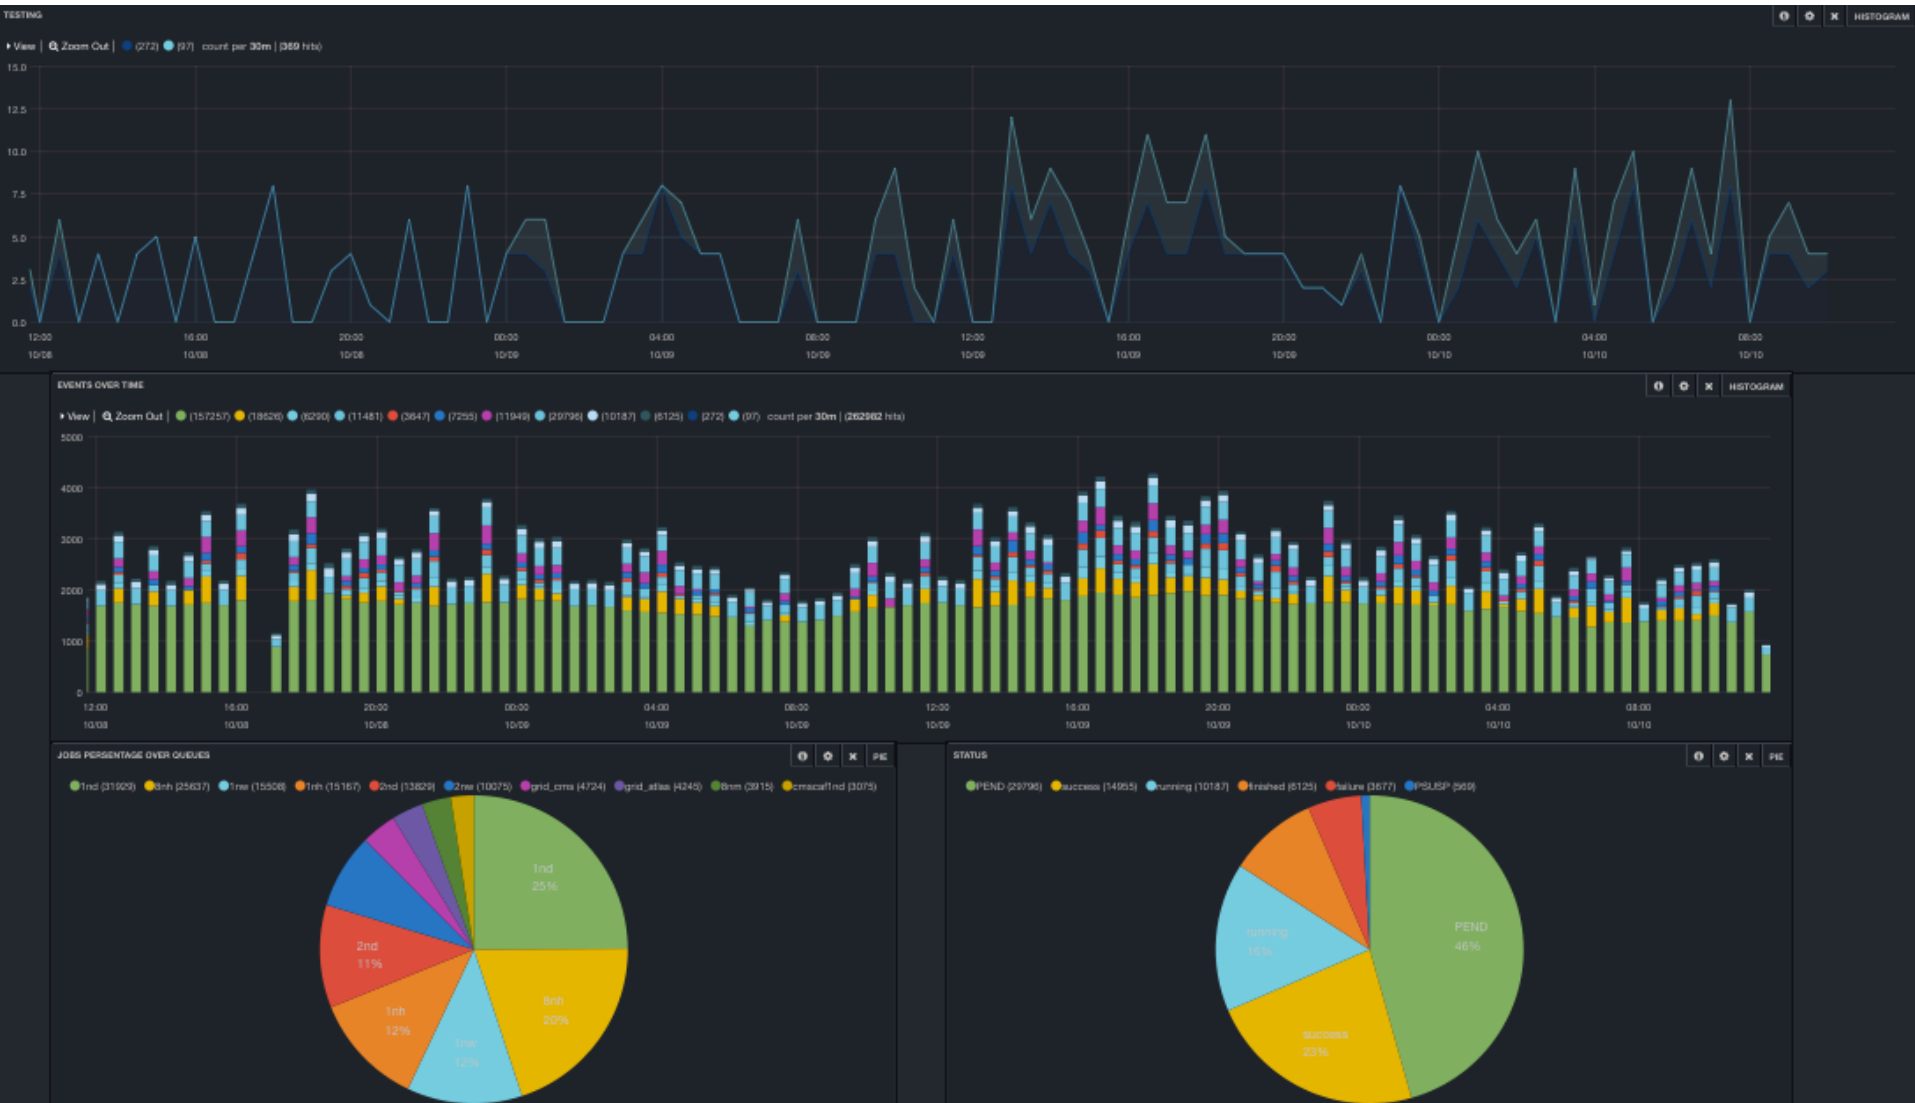 TESTING HISTOGRAM
View | Zoom Out | (272) (97) count per 30m | (369 hits)
15.0
12.5
10.0
7.5
5.0
2.5
0.0
12:00 16:00 20:00 00:00 04:00 08:00 12:00 16:00 20:00 00:00 04:00 08:00
10/08 10/08 10/08 10/09 10/09 10/09 10/09 10/09 10/09 10/10 10/10 10/10
EVENTS OVER TIME HISTOGRAM
View | Zoom Out | (157257) (18626) (6290) (11481) (3647) (7255) (11949) (29796) (10187) (6125) (272) (97) count per 30m | (262982 hits)
5000
4000
3000
2000
1000
0
12:00 16:00 20:00 00:00 04:00 08:00 12:00 16:00 20:00 00:00 04:00 08:00
10/08 10/08 10/08 10/09 10/09 10/09 10/09 10/09 10/09 10/10 10/10 10/10
JOBS PERSENTAGE OVER QUEUES PIE
1nd (31929) 8nh (25637) 1nw (15508) 1nh (15167) 2nd (13829) 2nw (10075) grid_cms (4724) grid_atlas (4245) 8nm (3915) cmscaf1nd (3075)
1nd
25%
2nd
11%
8nh
20%
1nh
12%
1nw
12%
STATUS PIE
PEND (29796) success (14955) running (10187) finished (6125) failure (3677) PSUSP (569)
PEND
46%
running
16%
success
23%